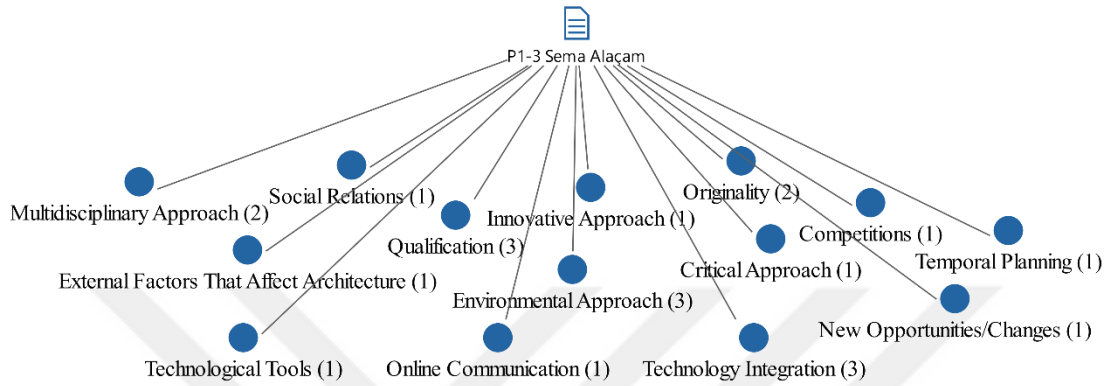 P1-3 Sema Alaçam
Multidisciplinary Approach (2)
Social Relations (1)
Innovative Approach (1)
Originality (2)
External Factors That Affect Architecture (1)
Qualification (3)
Environmental Approach (3)
Critical Approach (1)
Competitions (1)
Temporal Planning (1)
New Opportunities/Changes (1)
Technological Tools (1)
Online Communication (1)
Technology Integration (3)